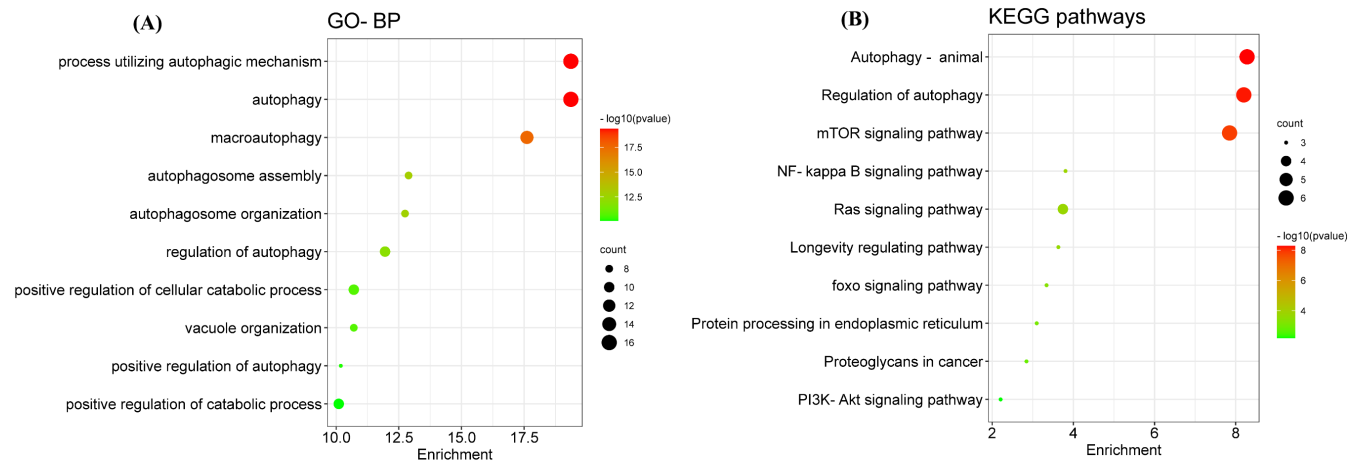 (A)
GO- BP
process utilizing autophagic mechanism
autophagy
macroautophagy
autophagosome assembly
autophagosome organization
regulation of autophagy
positive regulation of cellular catabolic process
vacuole organization
positive regulation of autophagy
positive regulation of catabolic process
10.0 12.5 15.0 17.5
Enrichment
- log10(pvalue)
17.5
15.0
12.5
count
8
10
12
14
16
(B)
KEGG pathways
Autophagy - animal
Regulation of autophagy
mTOR signaling pathway
NF- kappa B signaling pathway
Ras signaling pathway
Longevity regulating pathway
foxo signaling pathway
Protein processing in endoplasmic reticulum
Proteoglycans in cancer
PI3K- Akt signaling pathway
2 4 6 8
Enrichment
count
3
4
5
6
- log10(pvalue)
8
6
4